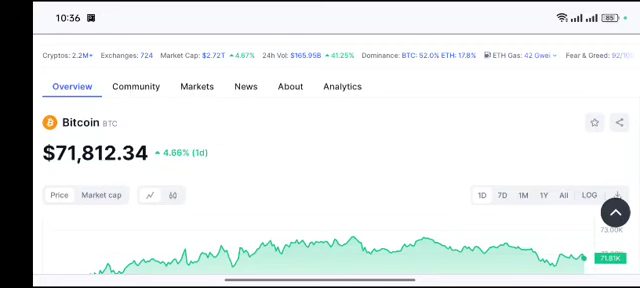 10:36 85
Cryptos: 2.2M+ Exchanges: 724 Market Cap: $2.72T 4.67% 24h Vol: $165.95B 41.25% Dominance: BTC: 52.0% ETH: 17.8% ETH Gas: 42 Gwei Fear & Greed: 92/100
Overview Community Markets News About Analytics
Bitcoin BTC
$71,812.34 4.66% (1d)
Price Market cap 1D 7D 1M 1Y All LOG
73.00K
71.81K